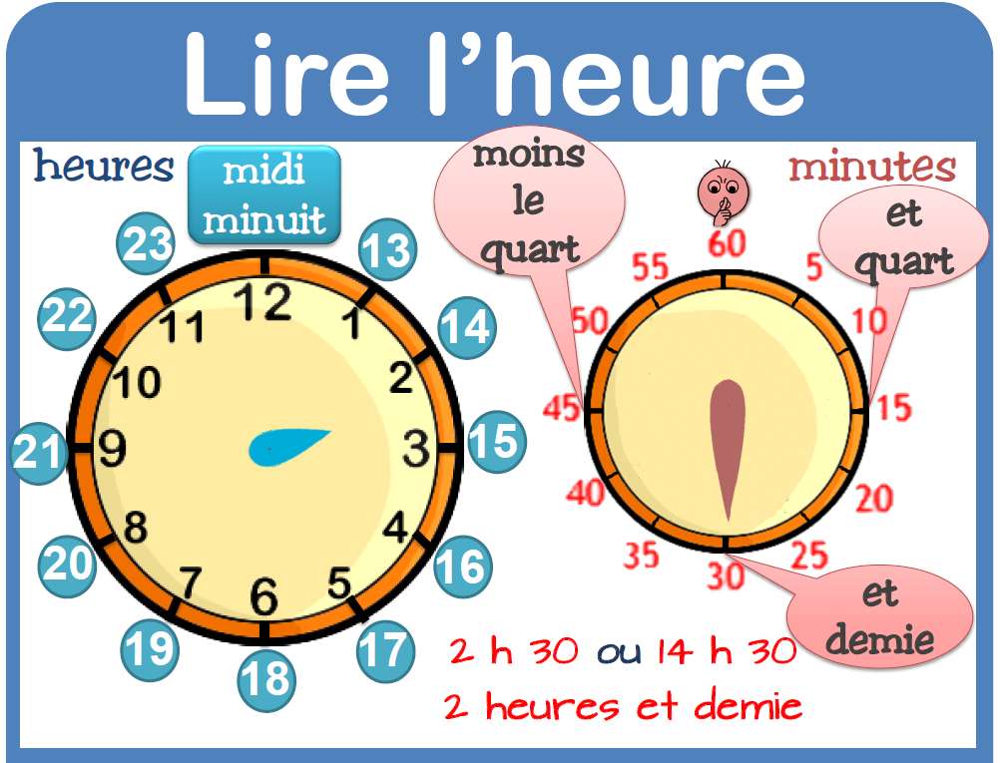 Lire l'heure
heures
midi
minuit
moins
le
quart
minutes
et
quart
23
13
22
14
21
15
20
16
19
17
18
12
11
1
10
2
9
3
8
4
7
5
6
60
55
5
50
10
45
15
40
20
35
25
30
et
demie
2 h 30 ou 14 h 30
2 heures et demie